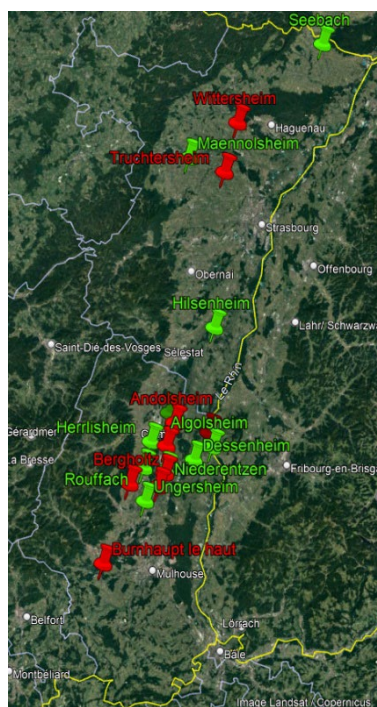 Seebach
Wittersheim
Haguenau
Maennolsheim
Truchtersheim
Strasbourg
Obernai
Offenbourg
Hilsenheim
Lahr/ Schwarzwa
Saint-Dié-des-Vosges
Sélestat
Le Rhin
Andolsheim
Gérardmer
Herrlisheim
Algolsheim
La Bresse
Dessenheim
Bergholtz
Niederentzen
Fribourg-en-Brisga
Rouffach
Ungersheim
Burnhaupt le haut
Mulhouse
Belfort
Lörrach
Bâle
Montbéliard
Image Landsat / Copernicus